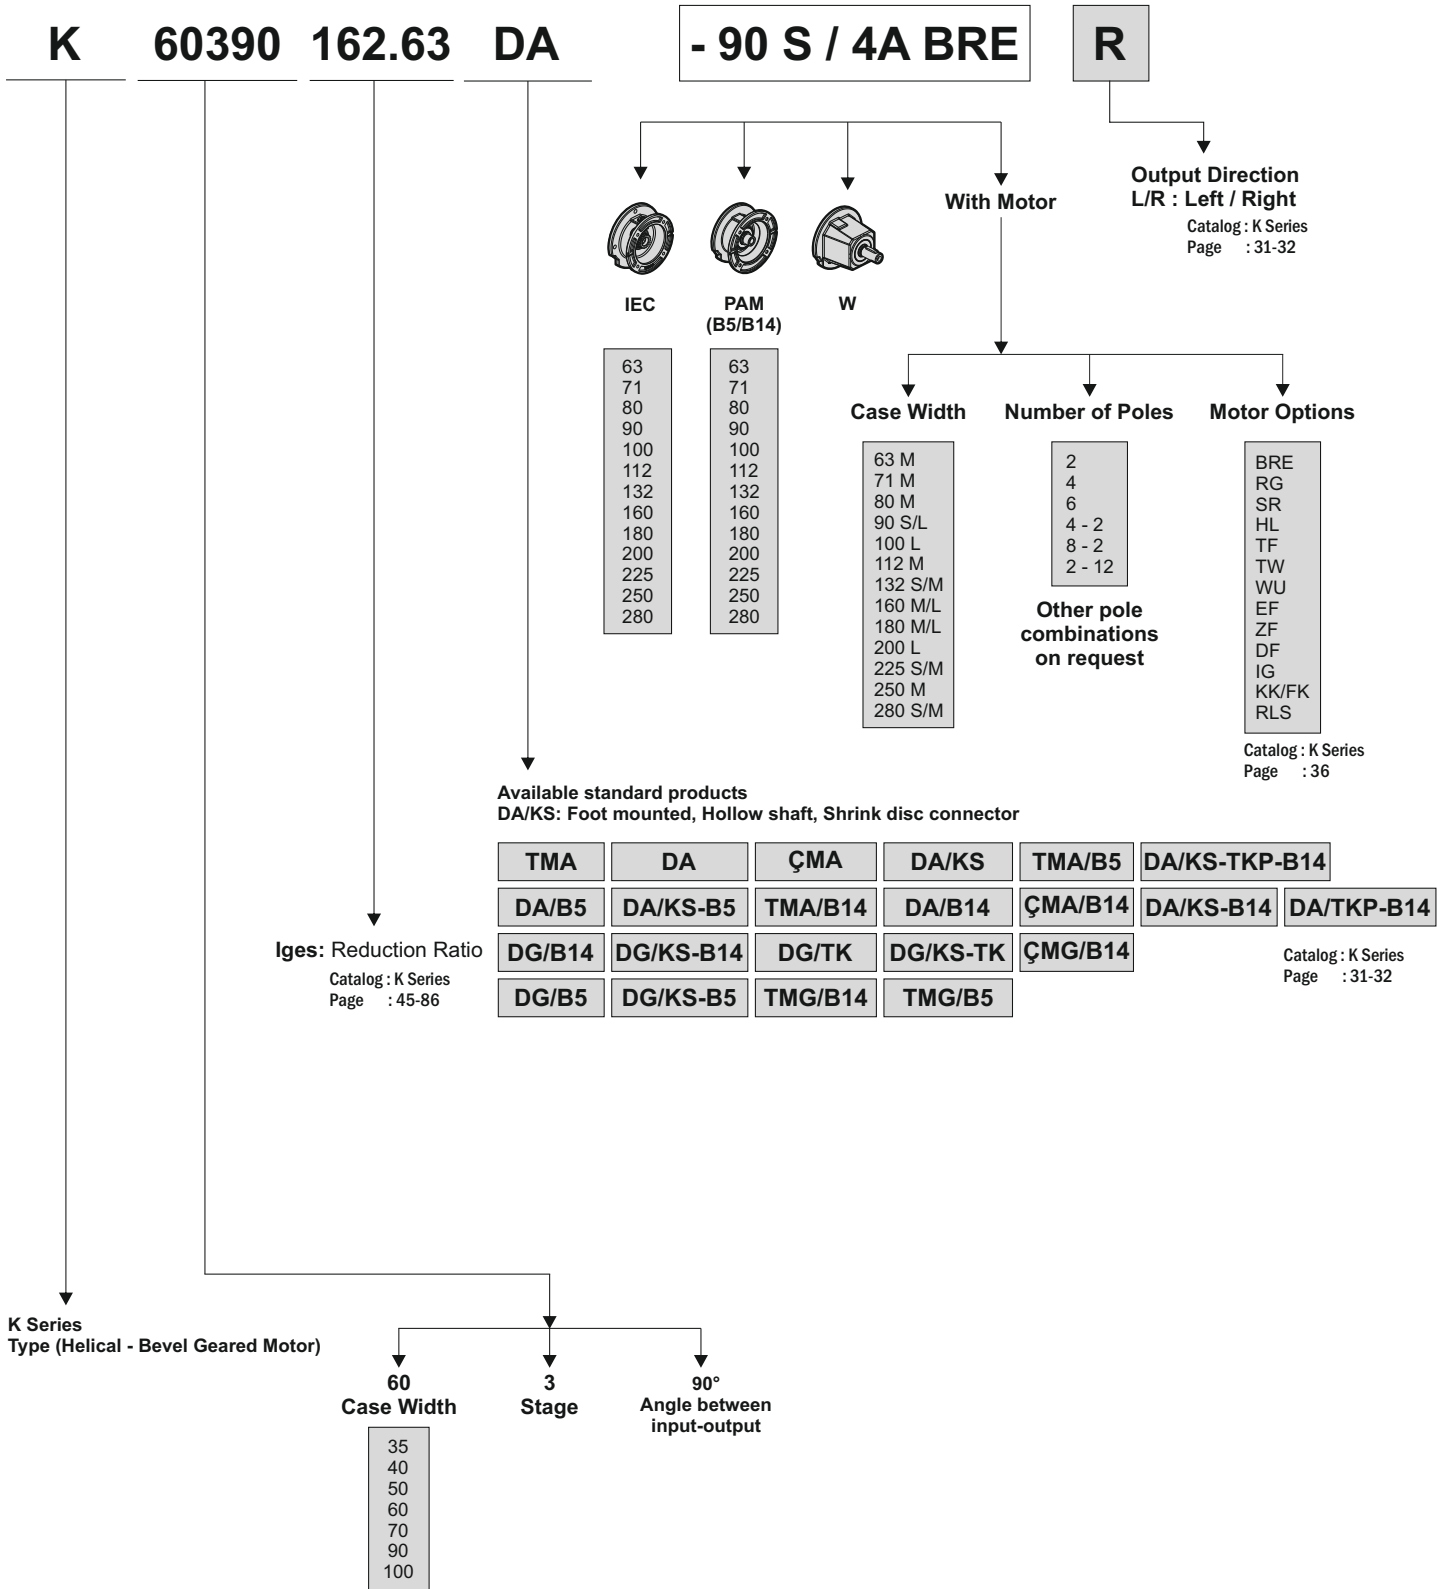 K 60390 162.63 DA - 90 S / 4A BRE R
Output Direction
L/R : Left / Right
Catalog : K Series
Page : 31-32
With Motor
IEC
PAM
(B5/B14)
W
63
71
80
90
100
112
132
160
180
200
225
250
280
63
71
80
90
100
112
132
160
180
200
225
250
280
Case Width
63 M
71 M
80 M
90 S/L
100 L
112 M
132 S/M
160 M/L
180 M/L
200 L
225 S/M
250 M
280 S/M
Number of Poles
2
4
6
4 - 2
8 - 2
2 - 12
Other pole
combinations
on request
Motor Options
BRE
RG
SR
HL
TF
TW
WU
EF
ZF
DF
IG
KK/FK
RLS
Catalog : K Series
Page : 36
Available standard products
DA/KS: Foot mounted, Hollow shaft, Shrink disc connector
TMA DA ÇMA DA/KS TMA/B5 DA/KS-TKP-B14
DA/B5 DA/KS-B5 TMA/B14 DA/B14 ÇMA/B14 DA/KS-B14 DA/TKP-B14
DG/B14 DG/KS-B14 DG/TK DG/KS-TK ÇMG/B14
DG/B5 DG/KS-B5 TMG/B14 TMG/B5
Catalog : K Series
Page : 31-32
Iges: Reduction Ratio
Catalog : K Series
Page : 45-86
K Series
Type (Helical - Bevel Geared Motor)
60
Case Width
35
40
50
60
70
90
100
3
Stage
90°
Angle between
input-output